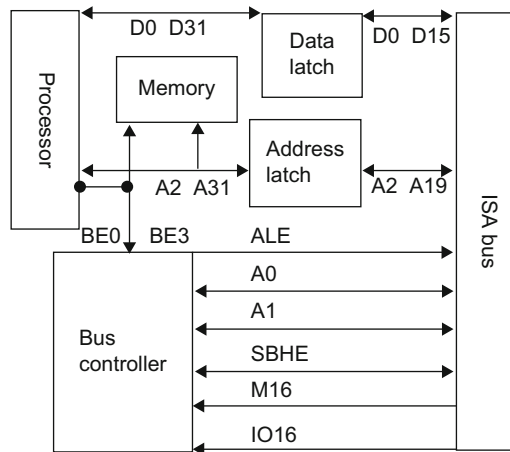 D0 D31
Data
latch
D0 D15
Processor
Memory
Address
latch
A2 A31
A2 A19
ISA bus
BE0 BE3
ALE
A0
A1
Bus
controller
SBHE
M16
IO16